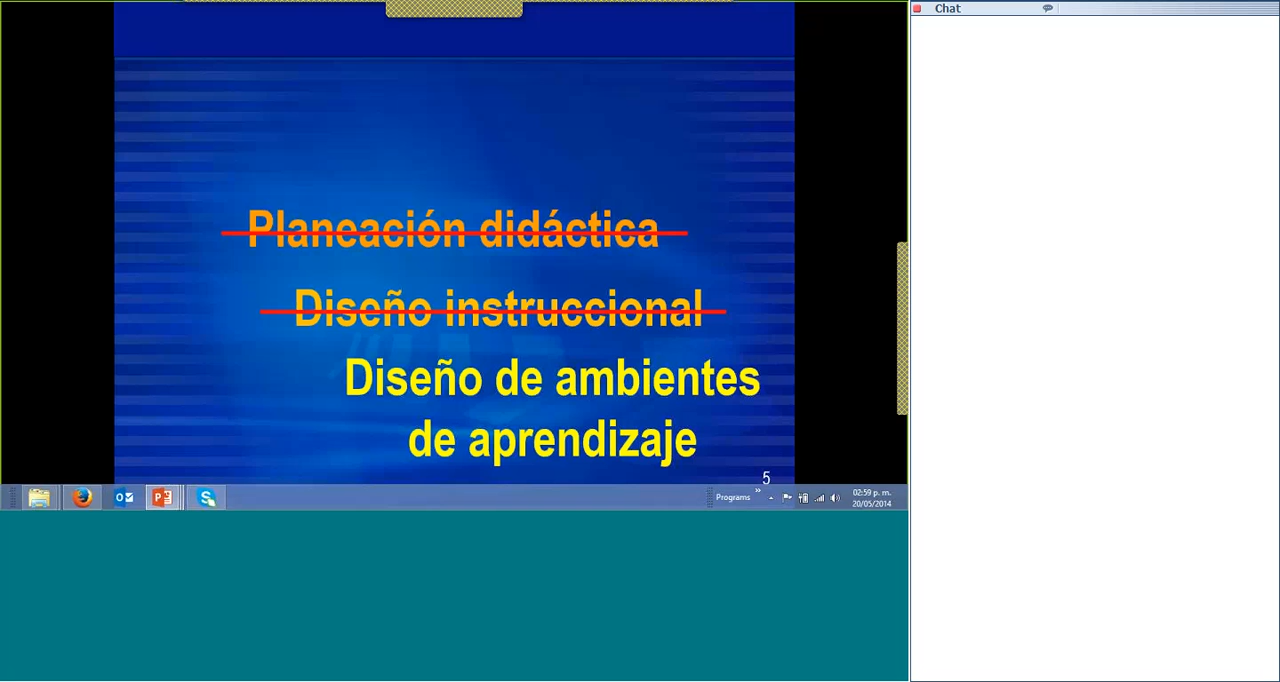 Chat
Planeación didáctica
Diseño instruccional
Diseño de ambientes
de aprendizaje
5
Programs
02:59 p. m.
20/05/2014